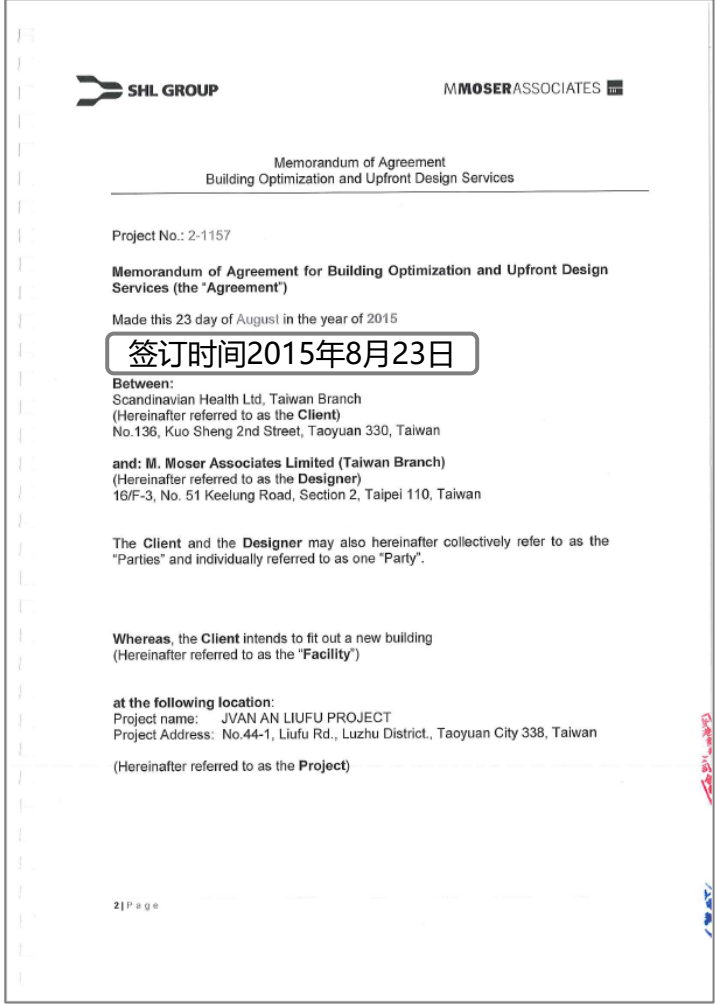 SHL GROUP
MMOSERASSOCIATES
Memorandum of Agreement
Building Optimization and Upfront Design Services
Project No.: 2-1157
Memorandum of Agreement for Building Optimization and Upfront Design
Services (the "Agreement")
Made this 23 day of August in the year of 2015
签订时间2015年8月23日
Between:
Scandinavian Health Ltd, Taiwan Branch
(Hereinafter referred to as the Client)
No.136, Kuo Sheng 2nd Street, Taoyuan 330, Taiwan
and: M. Moser Associates Limited (Taiwan Branch)
(Hereinafter referred to as the Designer)
16/F-3, No. 51 Keelung Road, Section 2, Taipei 110, Taiwan
The Client and the Designer may also hereinafter collectively refer to as the
"Parties" and individually referred to as one "Party".
Whereas, the Client intends to fit out a new building
(Hereinafter referred to as the "Facility")
at the following location:
Project name: JVAN AN LIUFU PROJECT
Project Address: No.44-1, Liufu Rd., Luzhu District., Taoyuan City 338, Taiwan
(Hereinafter referred to as the Project)
2|Page